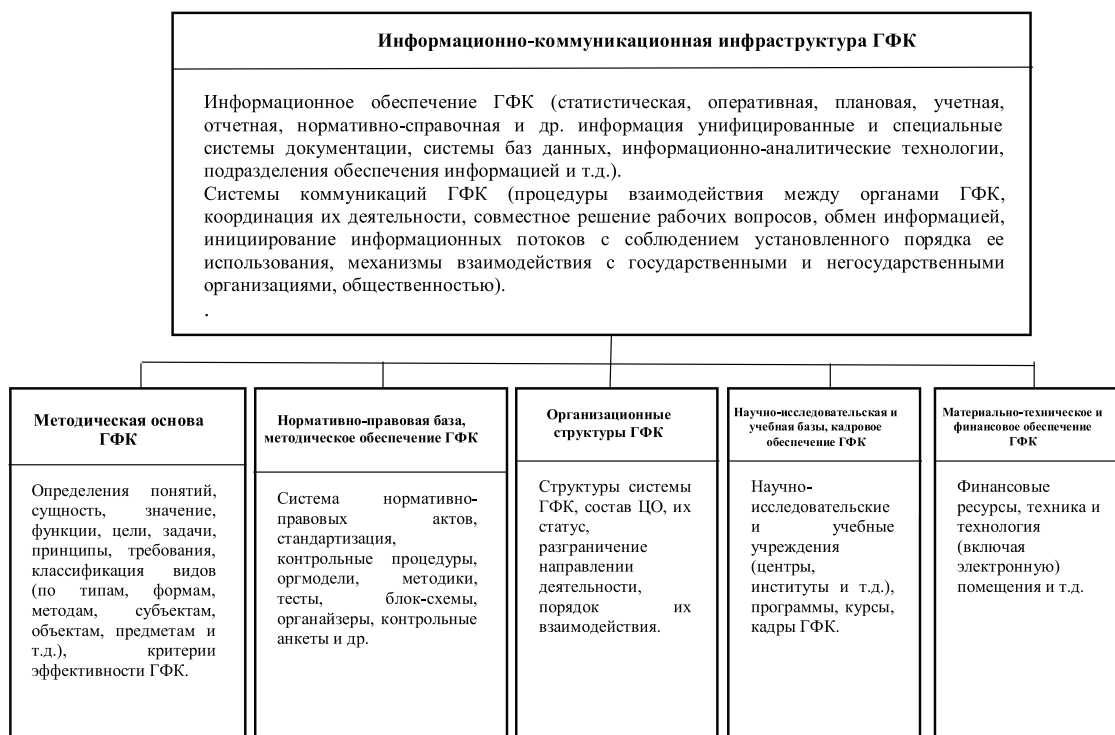 Информационно-коммуникационная инфраструктура ГФК
Информационное обеспечение ГФК (статистическая, оперативная, плановая, учетная,
отчетная, нормативно-справочная и др. информация унифицированные и специальные
системы документации, системы баз данных, информационно-аналитические технологии,
подразделения обеспечения информацией и т.д.).
Системы коммуникаций ГФК (процедуры взаимодействия между органами ГФК,
координация их деятельности, совместное решение рабочих вопросов, обмен информацией,
инициирование информационных потоков с соблюдением установленного порядка ее
использования, механизмы взаимодействия с государственными и негосударственными
организациями, общественностью).
.
Методическая основа
ГФК
Определения понятий,
сущность, значение,
функции, цели, задачи,
принципы, требования,
классификация видов
(по типам, формам,
методам, субъектам,
объектам, предметам и
т.д.), критерии
эффективности ГФК.
Нормативно-правовая база,
методическое обеспечение ГФК
Система нормативно-
правовых актов,
стандартизация,
контрольные процедуры,
оргмодели, методики,
тесты, блок-схемы,
органайзеры, контрольные
анкеты и др.
Организационные
структуры ГФК
Структуры системы
ГФК, состав ЦО, их
статус,
разграничение
направлении
деятельности,
порядок их
взаимодействия.
Научно-исследовательская и
учебная базы, кадровое
обеспечение ГФК
Научно-
исследовательские
и учебные
учреждения
(центры,
институты и т.д.),
программы, курсы,
кадры ГФК.
Материально-техническое и
финансовое обеспечение
ГФК
Финансовые
ресурсы, техника и
технология
(включая
электронную)
помещения и т.д.